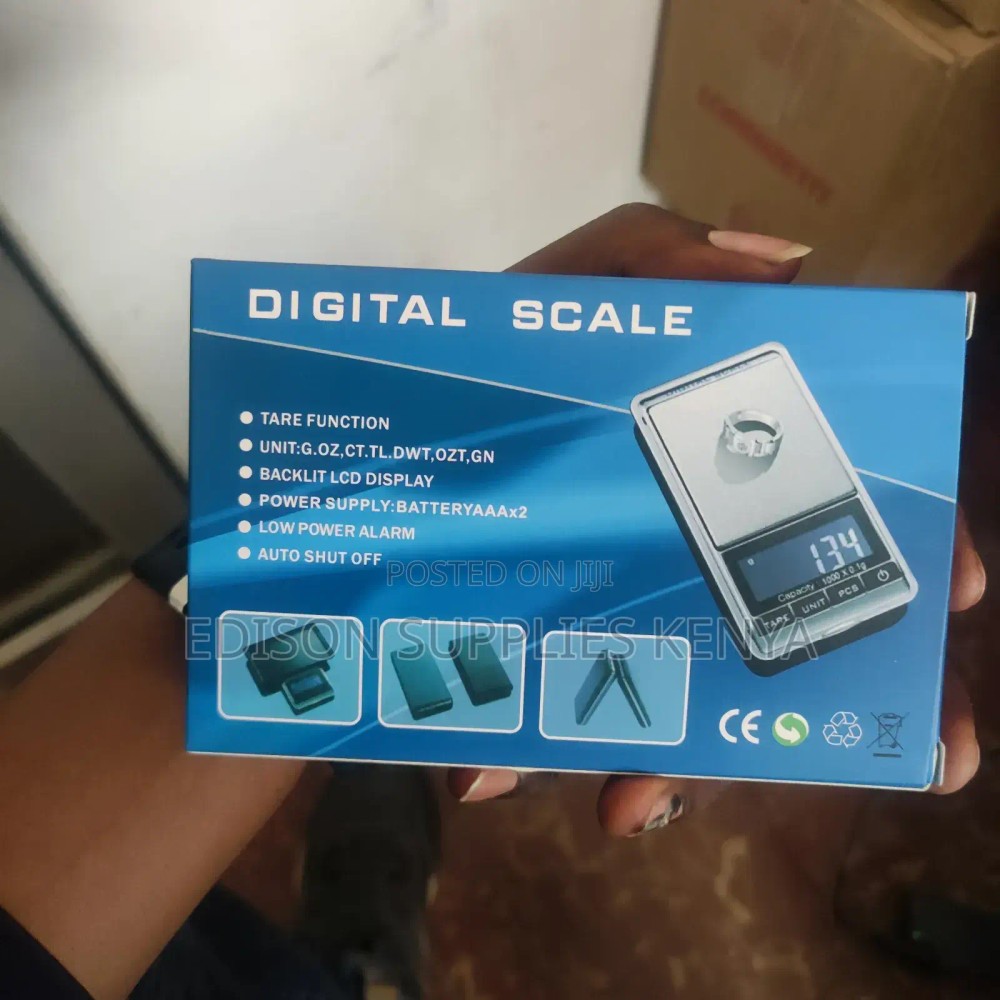 DIGITAL SCALE
TARE FUNCTION
UNIT:G.OZ,CT.TL.DWT,OZT,GN
BACKLIT LCD DISPLAY
POWER SUPPLY:BATTERYAAAx2
LOW POWER ALARM
AUTO SHUT OFF
134
Capacity 1000 X 0.1g
TARE UNIT PCS
POSTED ON JIJI
EDISON SUPPLIES KENYA
CE